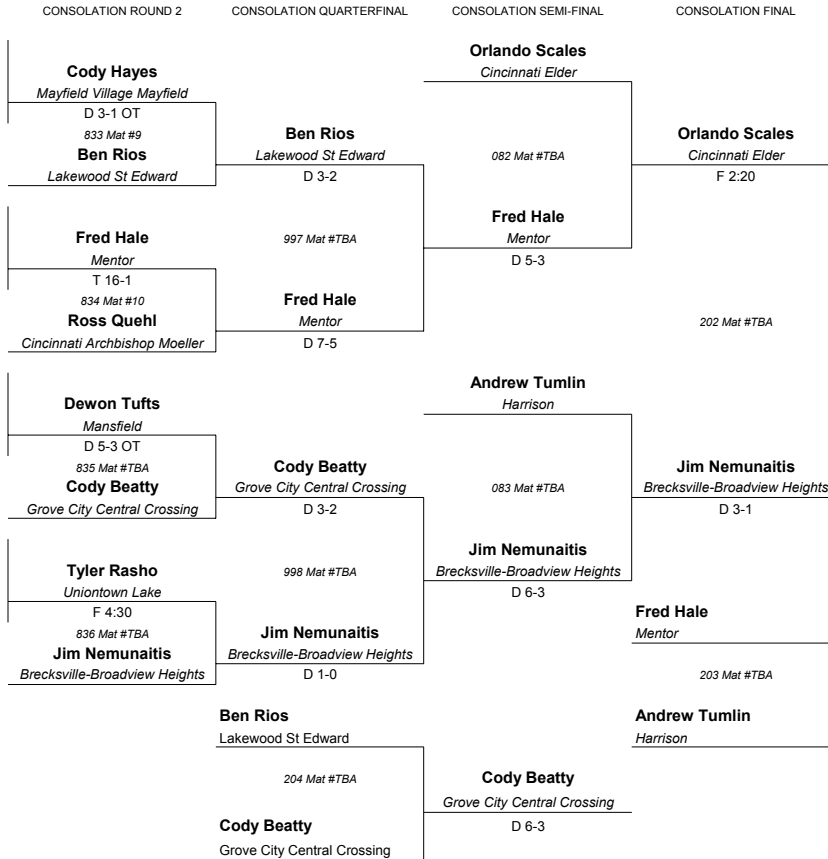 CONSOLATION ROUND 2
CONSOLATION QUARTERFINAL
CONSOLATION SEMI-FINAL
CONSOLATION FINAL
Cody Hayes
Mayfield Village Mayfield
D 3-1 OT
833 Mat #9
Ben Rios
Lakewood St Edward
Fred Hale
Mentor
T 16-1
834 Mat #10
Ross Quehl
Cincinnati Archbishop Moeller
Dewon Tufts
Mansfield
D 5-3 OT
835 Mat #TBA
Cody Beatty
Grove City Central Crossing
Tyler Rasho
Uniontown Lake
F 4:30
836 Mat #TBA
Jim Nemunaitis
Brecksville-Broadview Heights
Ben Rios
Lakewood St Edward
D 3-2
997 Mat #TBA
Fred Hale
Mentor
D 7-5
Cody Beatty
Grove City Central Crossing
D 3-2
998 Mat #TBA
Jim Nemunaitis
Brecksville-Broadview Heights
D 1-0
Ben Rios
Lakewood St Edward
204 Mat #TBA
Cody Beatty
Grove City Central Crossing
Orlando Scales
Cincinnati Elder
082 Mat #TBA
Fred Hale
Mentor
D 5-3
Andrew Tumlin
Harrison
083 Mat #TBA
Jim Nemunaitis
Brecksville-Broadview Heights
D 6-3
Cody Beatty
Grove City Central Crossing
D 6-3
Orlando Scales
Cincinnati Elder
F 2:20
202 Mat #TBA
Jim Nemunaitis
Brecksville-Broadview Heights
D 3-1
Fred Hale
Mentor
203 Mat #TBA
Andrew Tumlin
Harrison